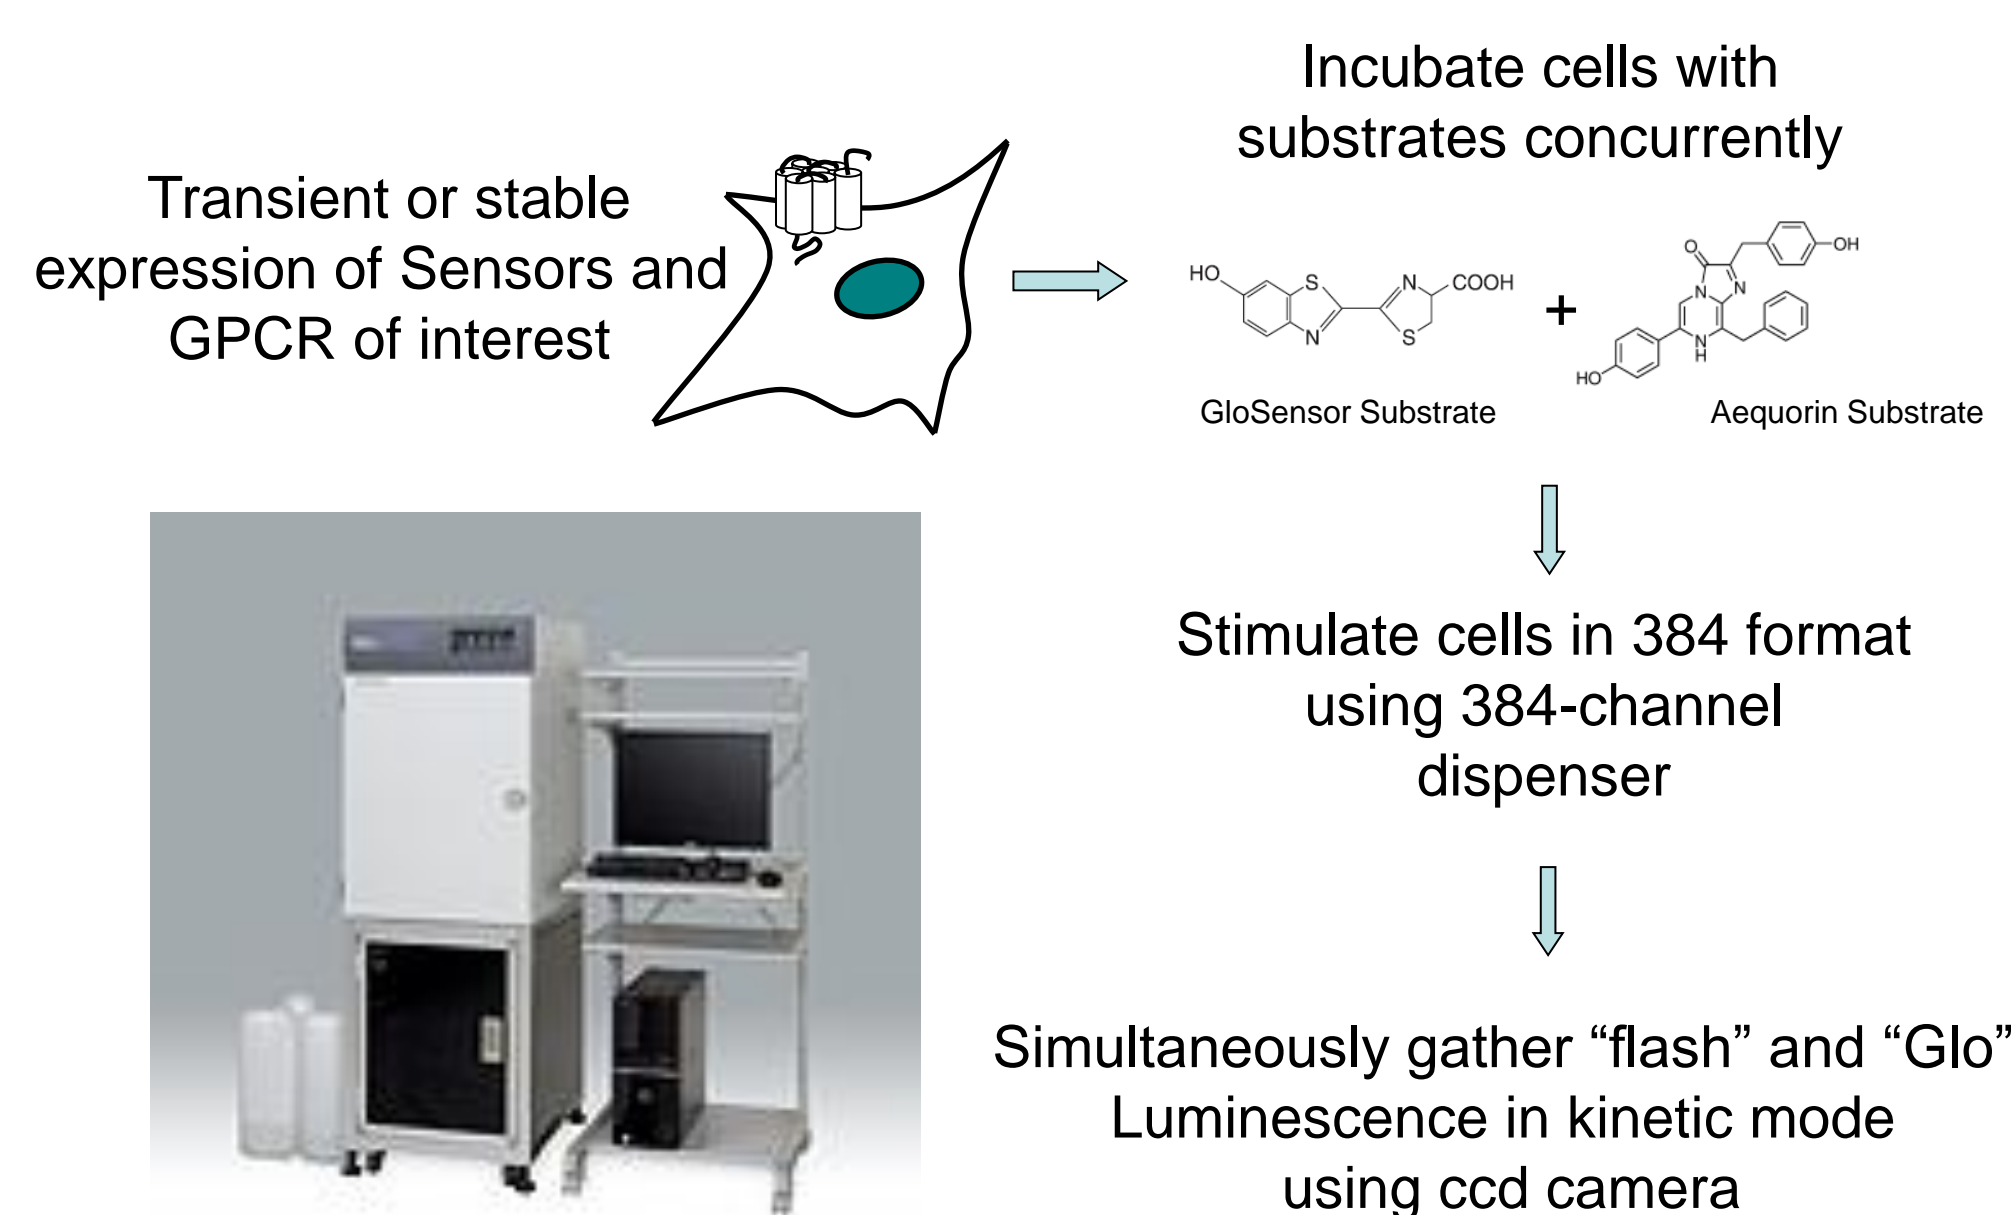 Transient or stable
expression of Sensors and
GPCR of interest
Incubate cells with
substrates concurrently
HO
S
N
N
S
COOH
+
O
N
N
N
H
OH
HO
GloSensor Substrate
Aequorin Substrate
Stimulate cells in 384 format
using 384-channel
dispenser
Simultaneously gather “flash” and “Glo”
Luminescence in kinetic mode
using ccd camera